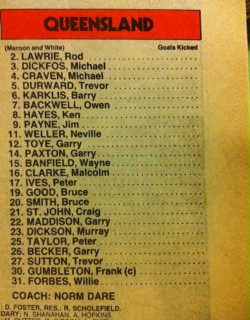 QUEENSLAND
(Maroon and White) Goals Kicked
2. LAWRIE, Rod
3. DICKFOS, Michael
4. CRAVEN, Michael
5. DURWARD, Trevor
6. KARKLIS, Barry
7. BACKWELL, Owen
8. HAYES, Ken
9. PAYNE, Jim
11. WELLER, Neville
12. TOYE, Garry
14. PAXTON, Garry
15. BANFIELD, Wayne
16. CLARKE, Malcolm
17. IVES, Peter
19. GOOD, Bruce
20. SMITH, Bruce
21. ST. JOHN, Craig
22. MADDISON, Garry
23. DICKSON, Murray
25. TAYLOR, Peter
26. BECKER, Garry
27. SUTTON, Trevor
30. GUMBLETON, Frank (c)
31. FORBES, Willie
COACH: NORM DARE
: D. FOSTER, RES.: R. SCHOLEFIELD.
DARY: N. SHANAHAN, A. HOPKINS